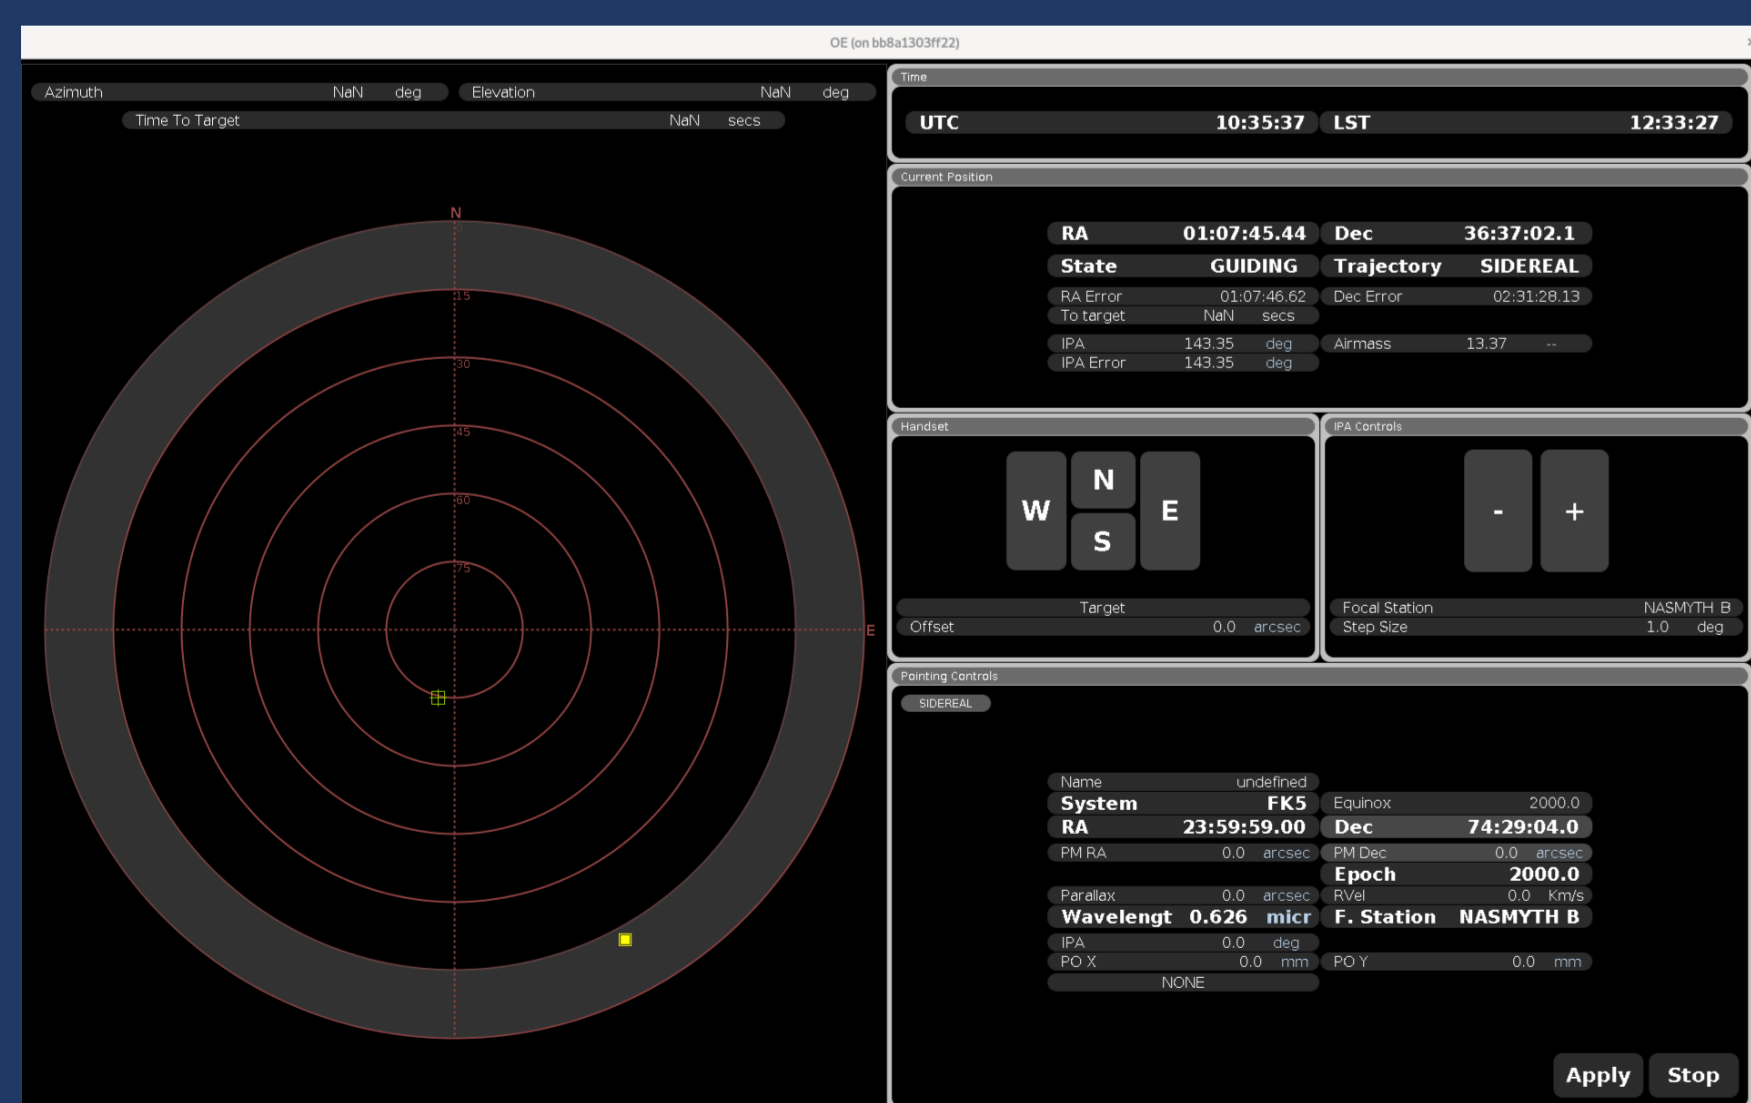 OE (on bb8a1303ff22)
Azimuth NaN deg Elevation NaN deg
Time To Target NaN secs
N
0
15
30
45
60
75
E
Time
UTC 10:35:37 LST 12:33:27
Current Position
RA 01:07:45.44 Dec 36:37:02.1
State GUIDING Trajectory SIDEREAL
RA Error 01:07:46.62 Dec Error 02:31:28.13
To target NaN secs
IPA 143.35 deg Airmass 13.37 --
IPA Error 143.35 deg
Handset
W N E
S
Target
Offset 0.0 arcsec
IPA Controls
- +
Focal Station NASMYTH B
Step Size 1.0 deg
Pointing Controls
SIDEREAL
Name undefined
System FK5 Equinox 2000.0
RA 23:59:59.00 Dec 74:29:04.0
PM RA 0.0 arcsec PM Dec 0.0 arcsec
Epoch 2000.0
Parallax 0.0 arcsec RVel 0.0 Km/s
Wavelengt 0.626 micr F. Station NASMYTH B
IPA 0.0 deg
PO X 0.0 mm PO Y 0.0 mm
NONE
Apply Stop